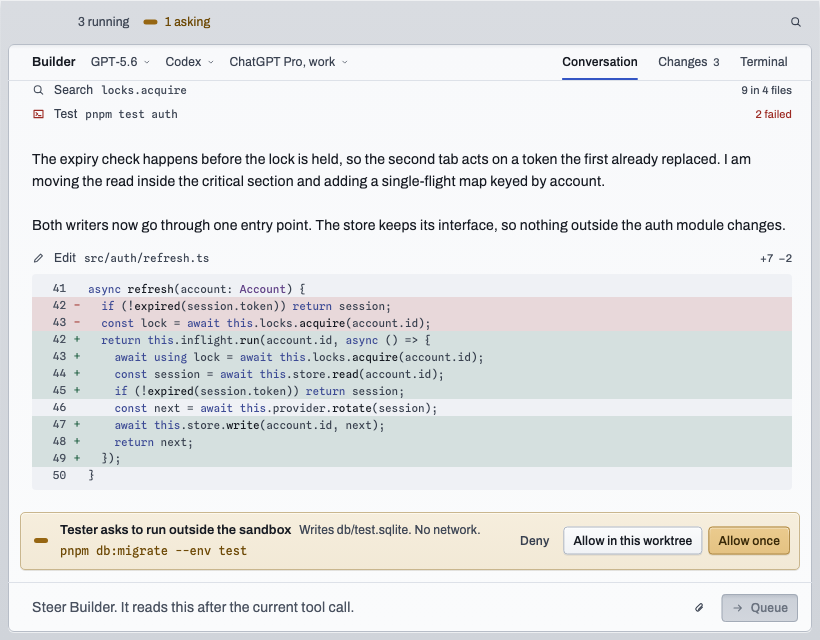 3 running 1 asking
Builder GPT-5.6 Codex ChatGPT Pro, work Conversation Changes 3 Terminal
Search locks.acquire 9 in 4 files
Test pnpm test auth 2 failed
The expiry check happens before the lock is held, so the second tab acts on a token the first already replaced. I am
moving the read inside the critical section and adding a single-flight map keyed by account.
Both writers now go through one entry point. The store keeps its interface, so nothing outside the auth module changes.
Edit src/auth/refresh.ts +7 −2
41 async refresh(account: Account) {
42 − if (!expired(session.token)) return session;
43 − const lock = await this.locks.acquire(account.id);
42 + return this.inflight.run(account.id, async () => {
43 + await using lock = await this.locks.acquire(account.id);
44 + const session = await this.store.read(account.id);
45 + if (!expired(session.token)) return session;
46 const next = await this.provider.rotate(session);
47 + await this.store.write(account.id, next);
48 + return next;
49 + });
50 }
Tester asks to run outside the sandbox Writes db/test.sqlite. No network.
pnpm db:migrate --env test
Deny Allow in this worktree Allow once
Steer Builder. It reads this after the current tool call. Queue